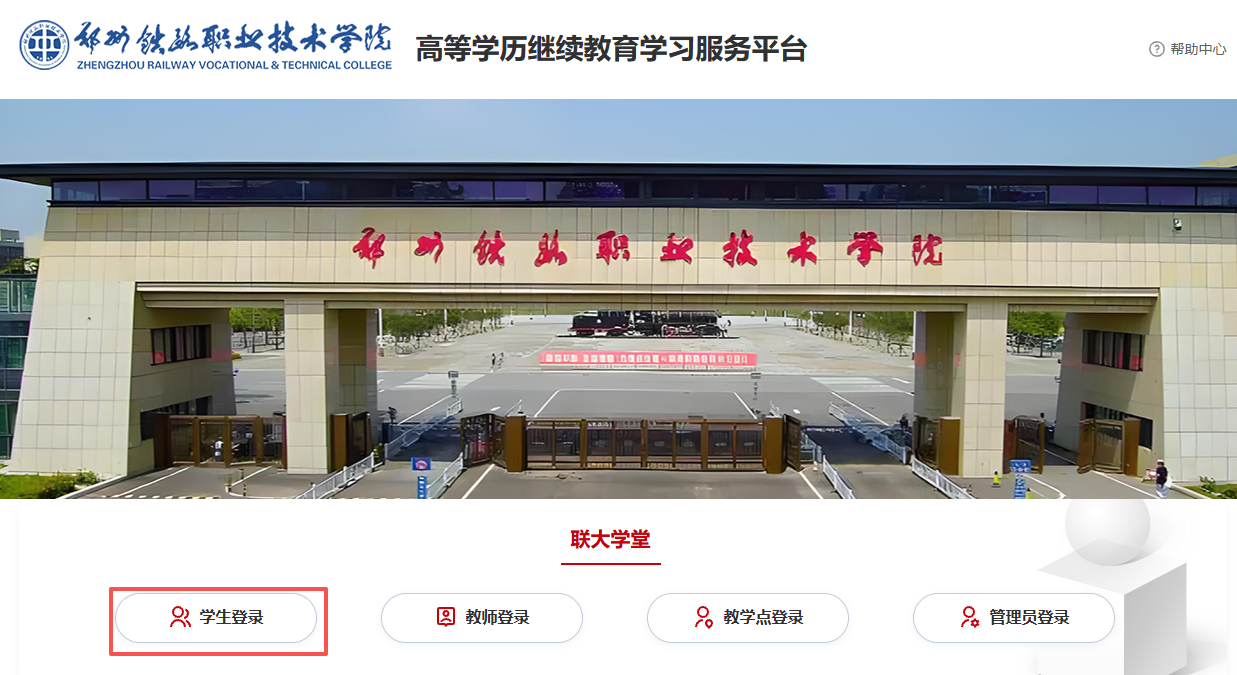 郑州铁路职业技术学院
ZHENGZHOU RAILWAY VOCATIONAL & TECHNICAL COLLEGE
高等学历继续教育学习服务平台
帮助中心
郑州铁路职业技术学院
联大学堂
学生登录
教师登录
教学点登录
管理员登录